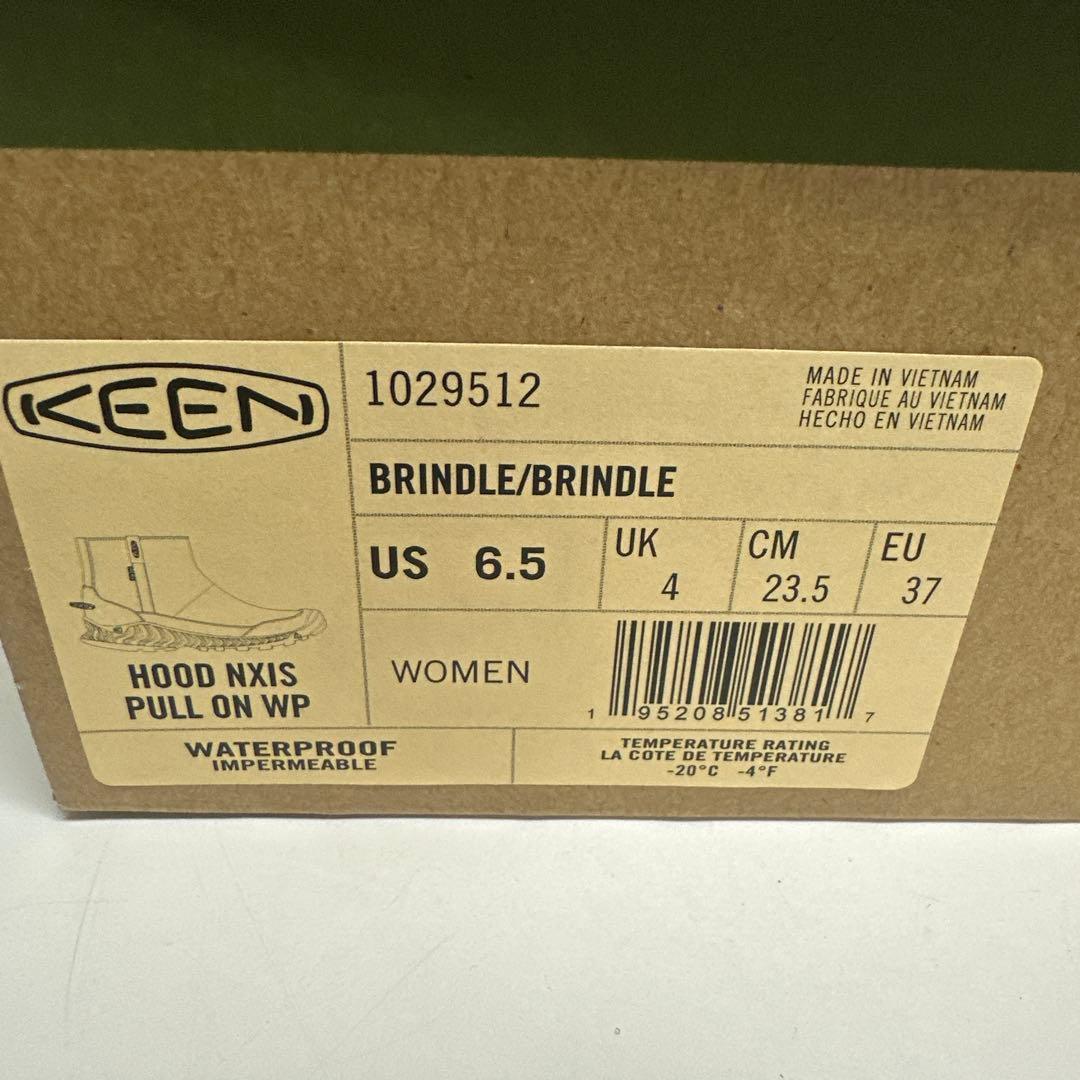 KEEN
1029512
MADE IN VIETNAM
FABRIQUE AU VIETNAM
HECHO EN VIETNAM
BRINDLE/BRINDLE
US 6.5
UK 4
CM 23.5
EU 37
HOOD NXIS
PULL ON WP
WOMEN
1 95208 51381 7
WATERPROOF
IMPERMEABLE
TEMPERATURE RATING
LA COTE DE TEMPERATURE
-20°C -4°F